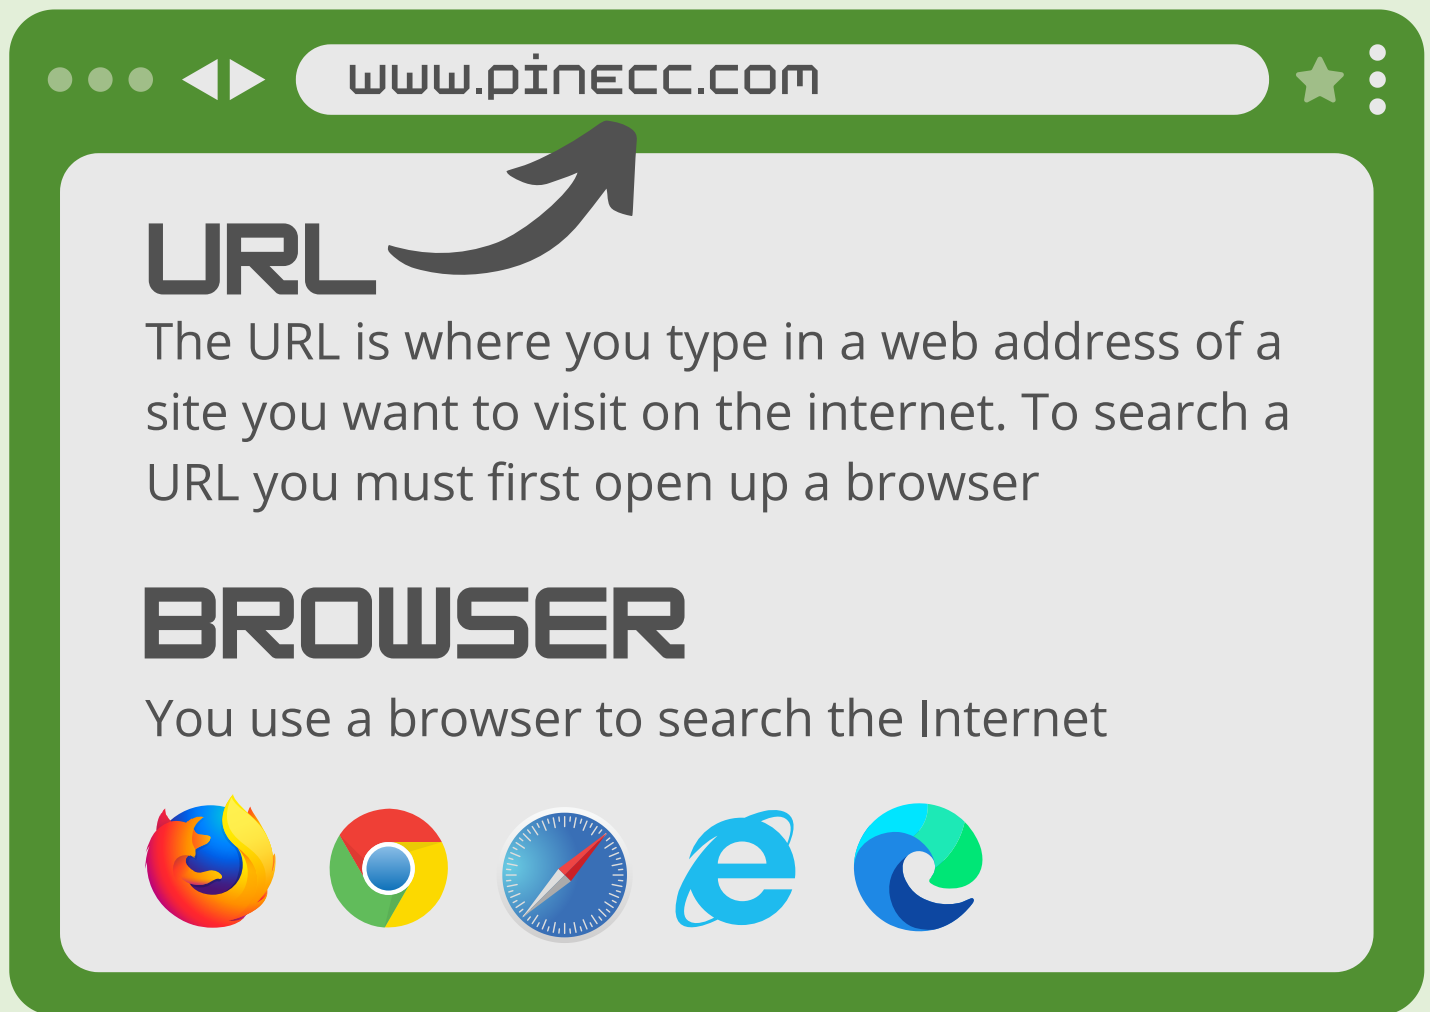 www.pinecc.com
URL
The URL is where you type in a web address of a
site you want to visit on the internet. To search a
URL you must first open up a browser
BROWSER
You use a browser to search the Internet